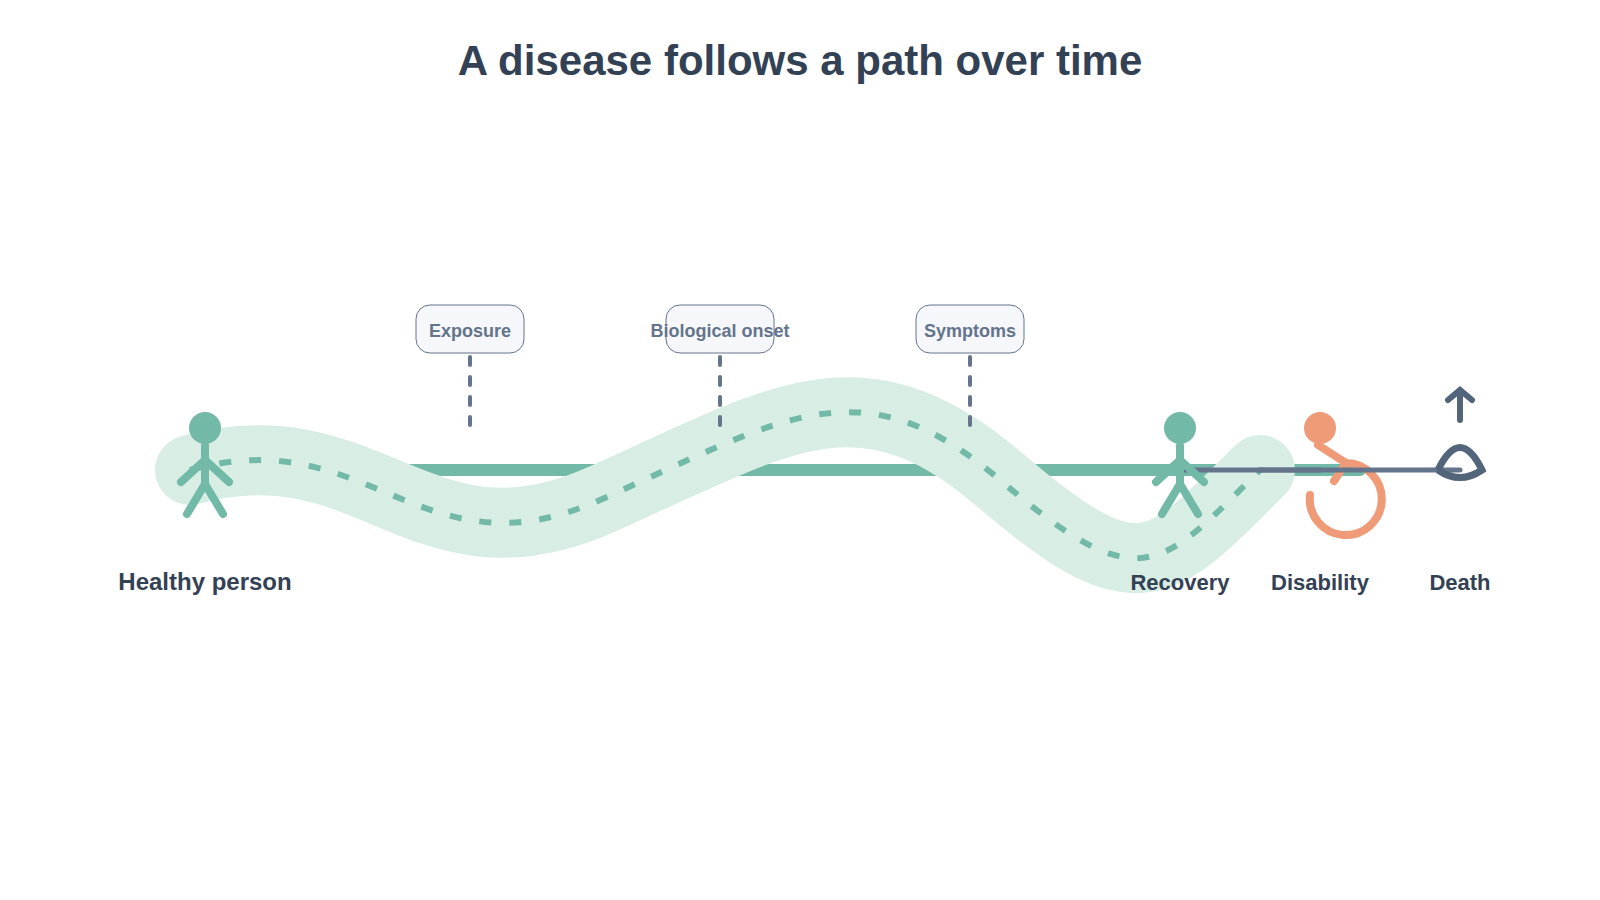 A disease follows a path over time
Exposure
Biological onset
Symptoms
Healthy person
Recovery
Disability
Death